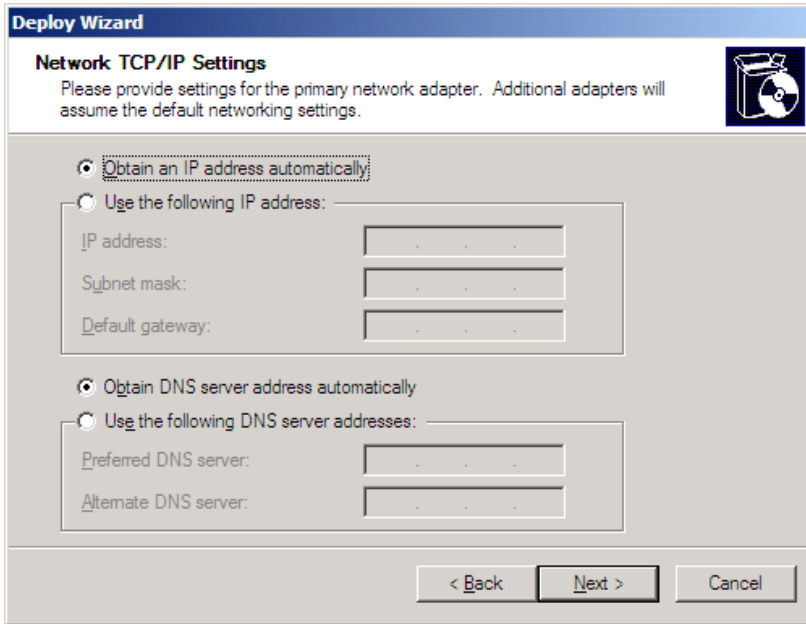 Deploy Wizard
Network TCP/IP Settings
Please provide settings for the primary network adapter. Additional adapters will
assume the default networking settings.
Obtain an IP address automatically
Use the following IP address:
IP address:
Subnet mask:
Default gateway:
Obtain DNS server address automatically
Use the following DNS server addresses:
Preferred DNS server:
Alternate DNS server:
< Back
Next >
Cancel